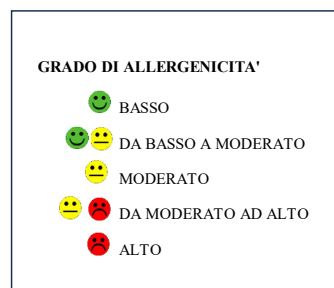 GRADO DI ALLERGENICITA'
BASSO
DA BASSO A MODERATO
MODERATO
DA MODERATO AD ALTO
ALTO